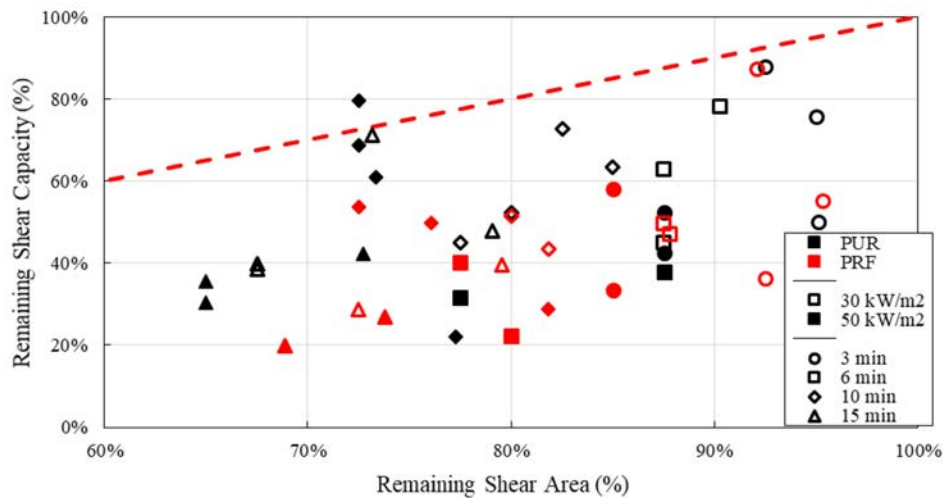 100%
80%
60%
40%
20%
0%
Remaining Shear Capacity (%)
60%
70%
80%
90%
100%
Remaining Shear Area (%)
PUR
PRF
30 kW/m2
50 kW/m2
3 min
6 min
10 min
15 min